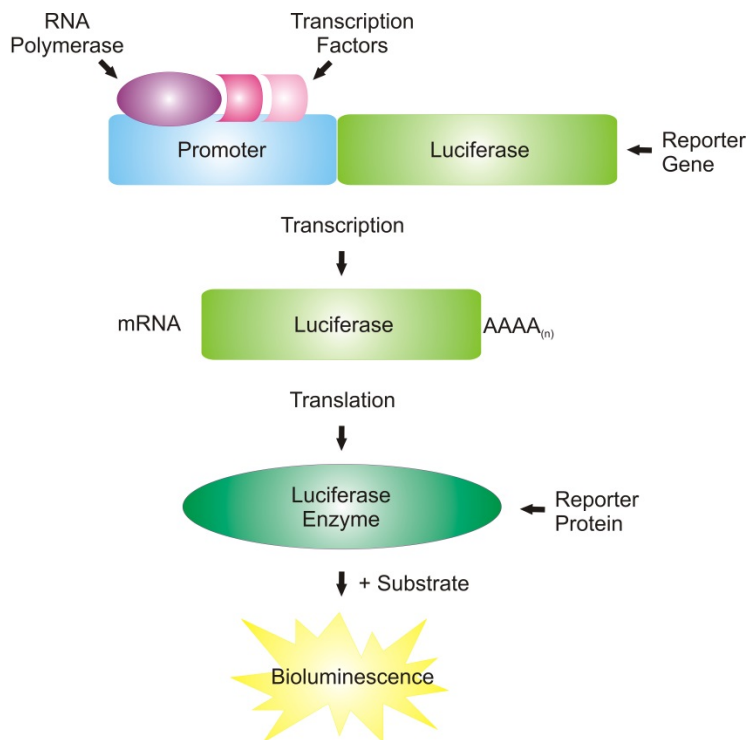 RNA
Polymerase
Transcription
Factors
Promoter
Luciferase
Reporter
Gene
Transcription
mRNA
Luciferase
AAAA(n)
Translation
Luciferase
Enzyme
Reporter
Protein
+ Substrate
Bioluminescence